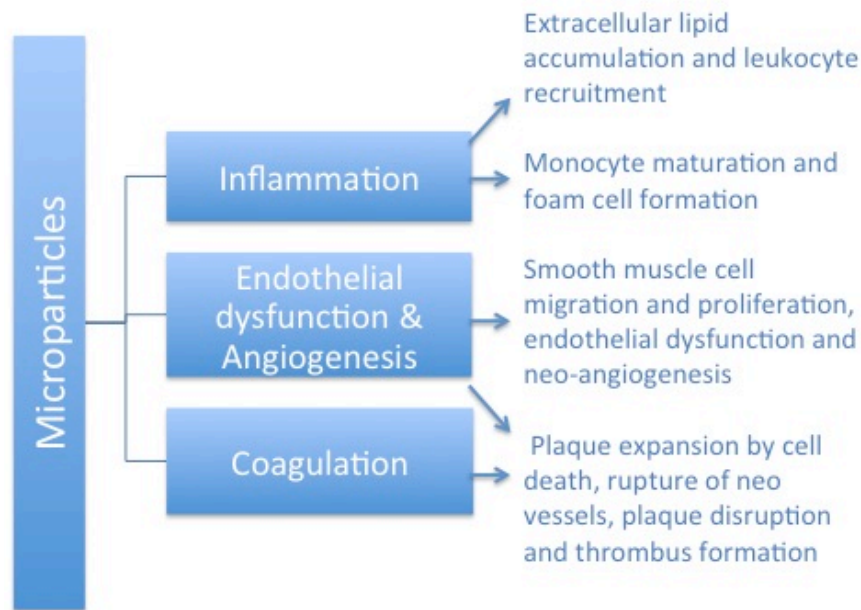 Microparticles
Inflammation
Extracellular lipid
accumulation and leukocyte
recruitment
Monocyte maturation and
foam cell formation
Endothelial
dysfunction &
Angiogenesis
Smooth muscle cell
migration and proliferation,
endothelial dysfunction and
neo-angiogenesis
Coagulation
Plaque expansion by cell
death, rupture of neo
vessels, plaque disruption
and thrombus formation